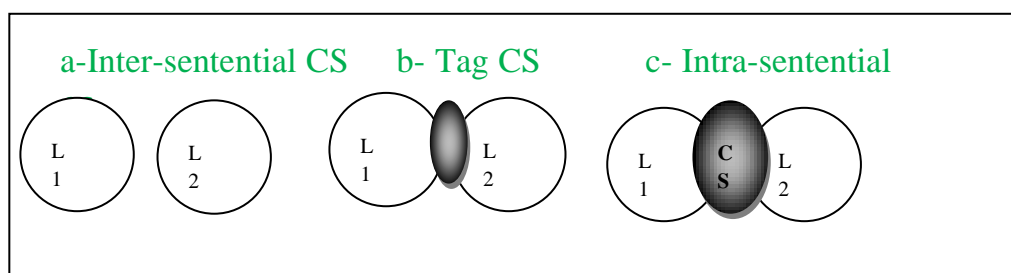 a-Inter-sentential CS
b- Tag CS
c- Intra-sentential
L
1
L
2
L
1
L
2
L
1
C
S
L
2